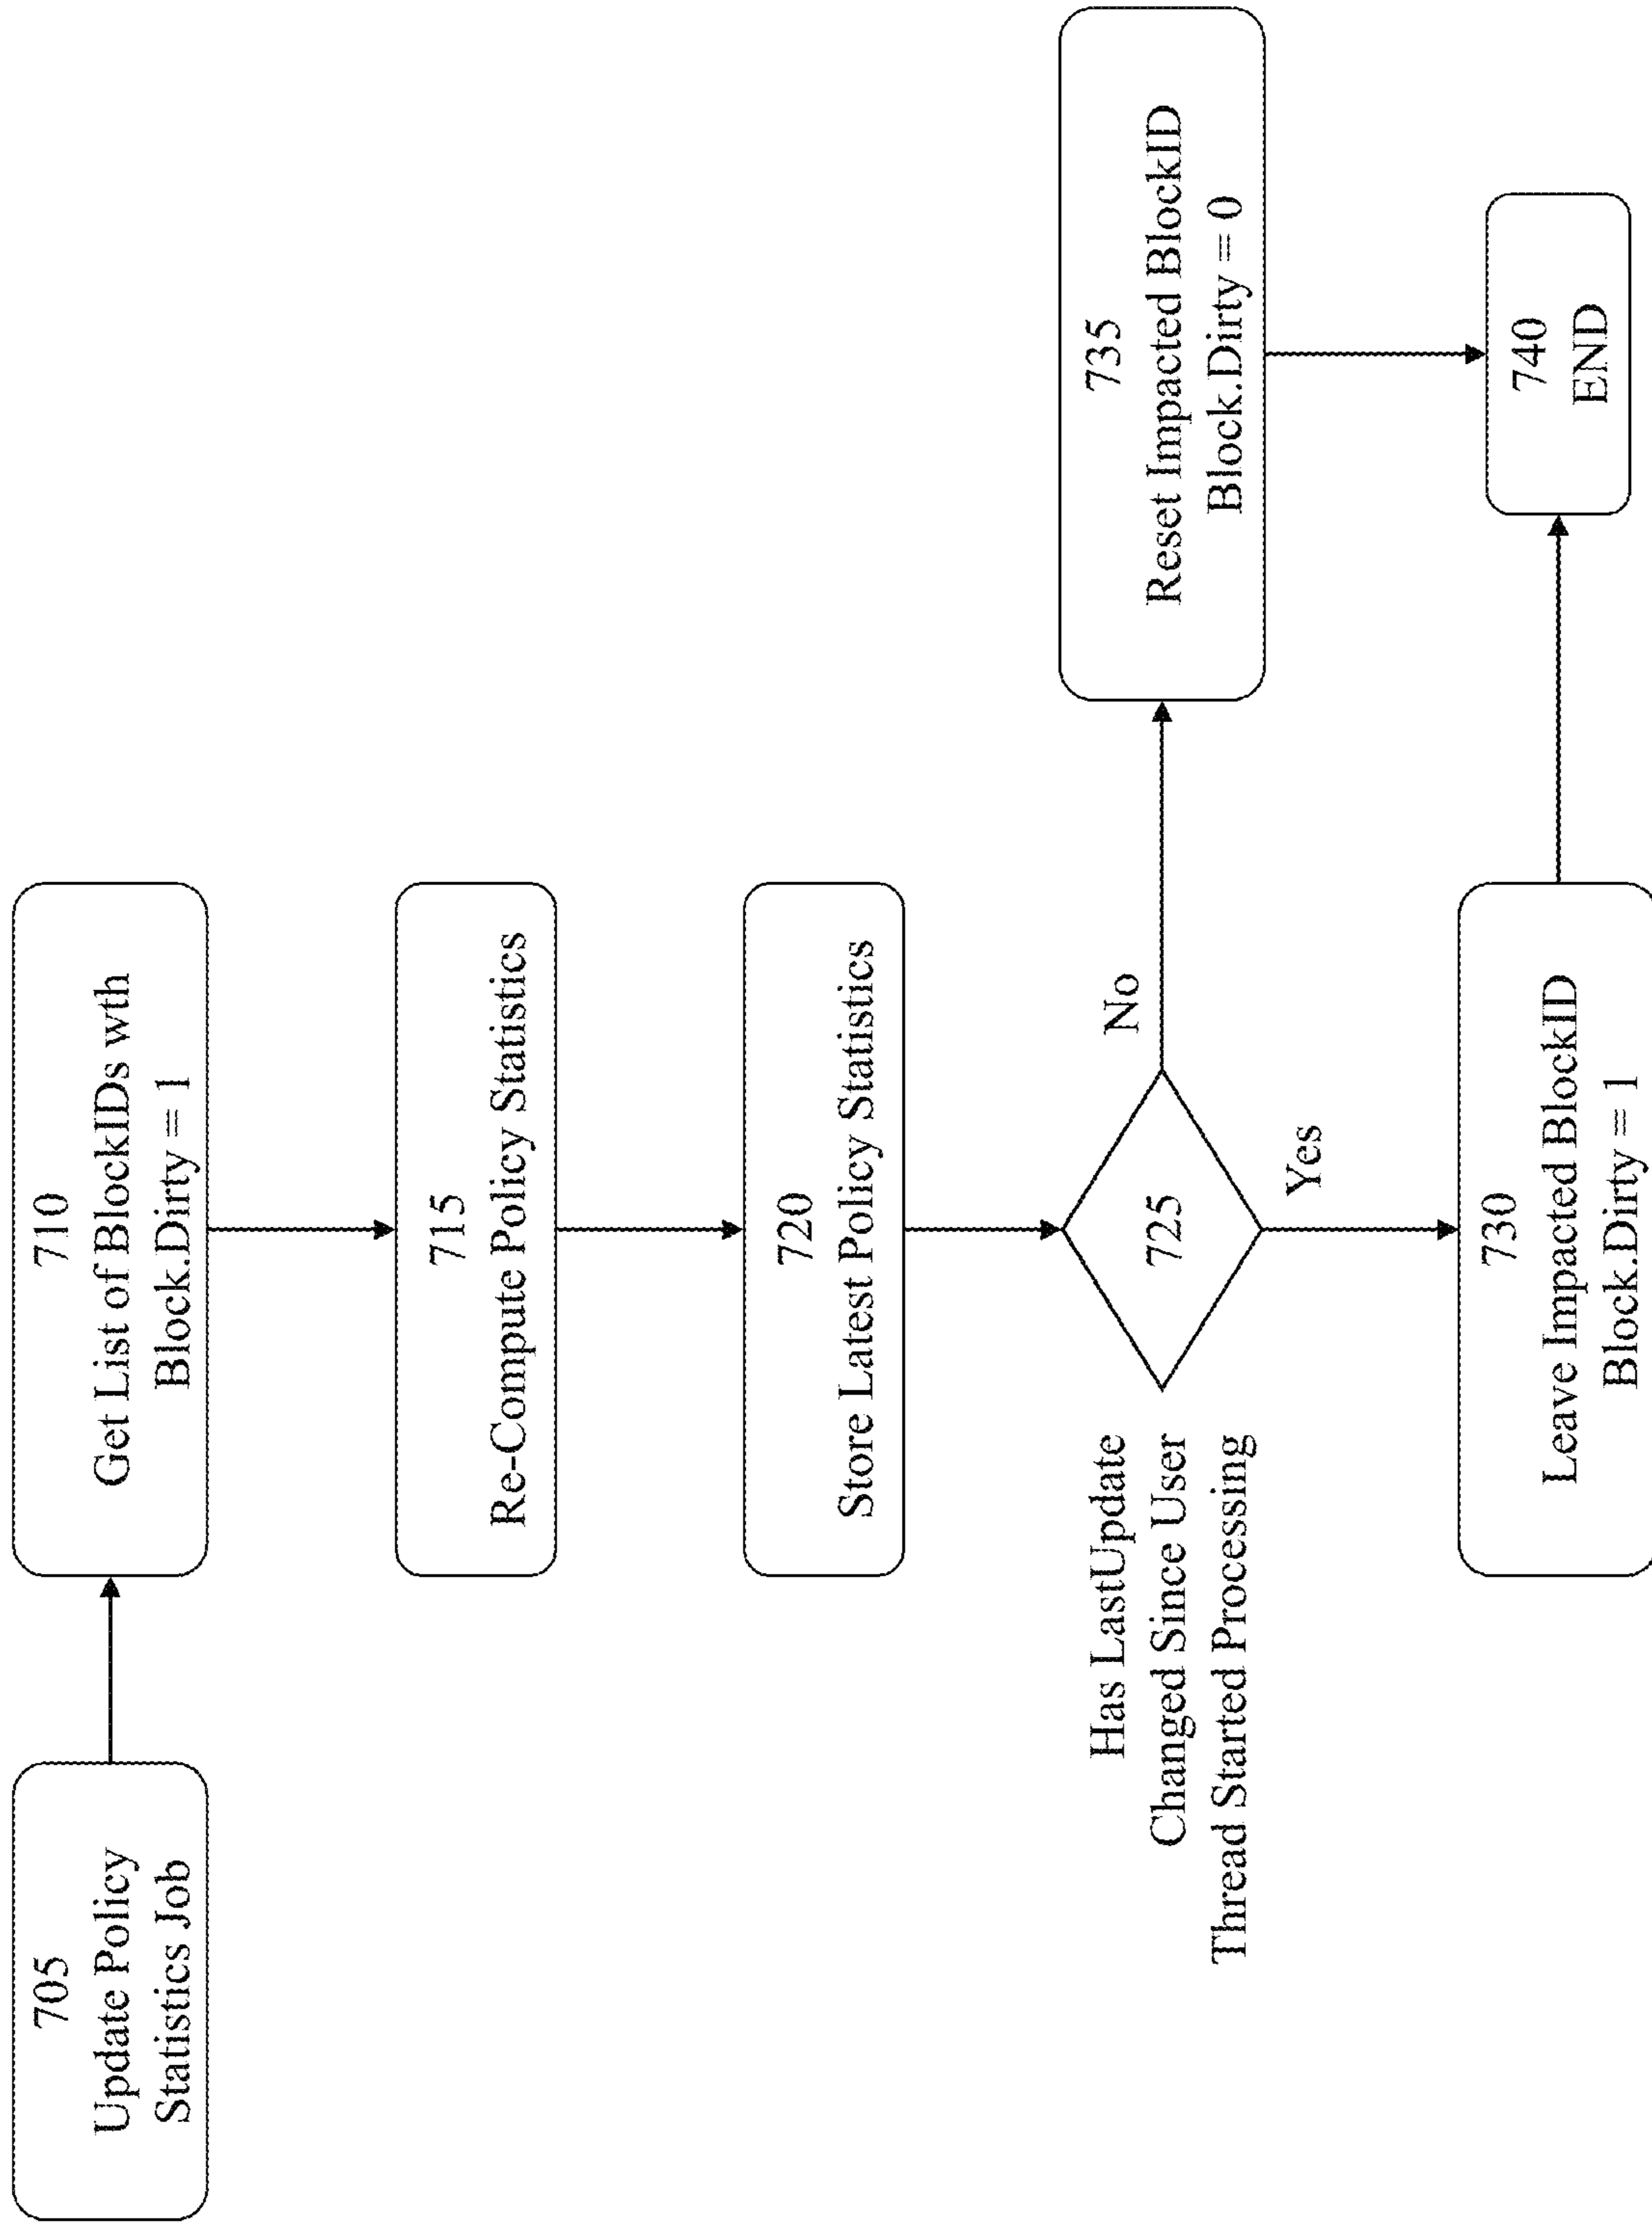 705
Update Policy
Statistics Job
710
Get List of BlockIDs wth
Block.Dirty = 1
715
Re-Compute Policy Statistics
720
Store Latest Policy Statistics
Has LastUpdate
Changed Since User
Thread Started Processing
725
No
Yes
735
Reset Impacted BlockID
Block.Dirty = 0
730
Leave Impacted BlockID
Block.Dirty = 1
740
END